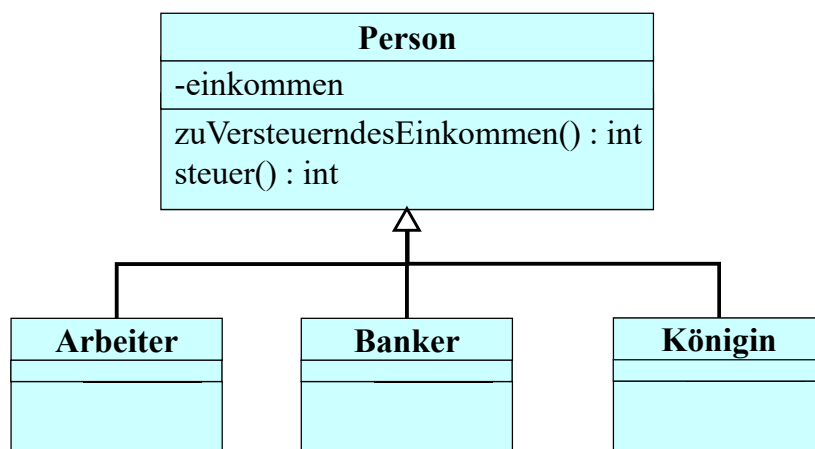 Person
-einkommen
zuVersteuerndesEinkommen() : int
steuer() : int
Arbeiter
Banker
Königin